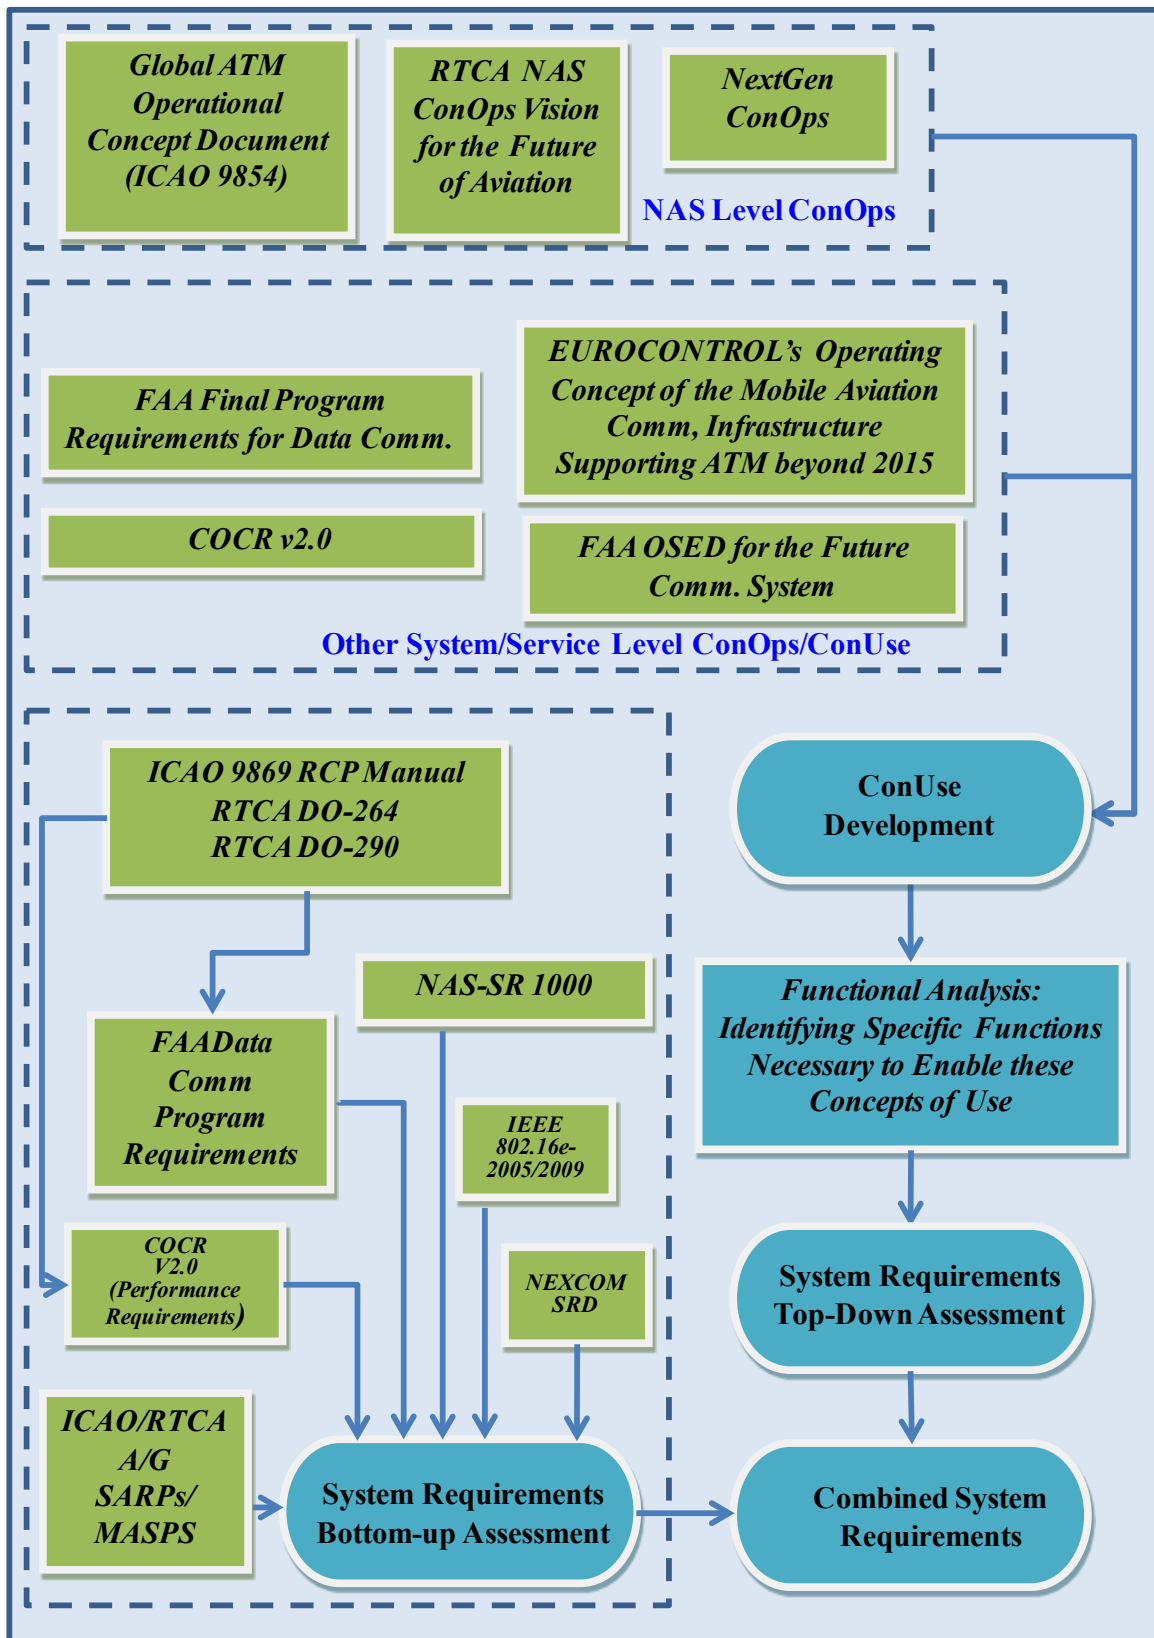 Global ATM
Operational
Concept Document
(ICAO 9854)
RTCA NAS
ConOps Vision
for the Future
of Aviation
NextGen
ConOps
NAS Level ConOps
FAA Final Program
Requirements for Data Comm.
EUROCONTROL’s Operating
Concept of the Mobile Aviation
Comm, Infrastructure
Supporting ATM beyond 2015
COCR v2.0
FAA OSED for the Future
Comm. System
Other System/Service Level ConOps/ConUse
ICAO 9869 RCP Manual
RTCA DO-264
RTCA DO-290
ConUse
Development
NAS-SR 1000
Functional Analysis:
Identifying Specific Functions
Necessary to Enable these
Concepts of Use
FAA Data
Comm
Program
Requirements
IEEE
802.16e-
2005/2009
COCR
V2.0
(Performance
Requirements)
NEXCOM
SRD
System Requirements
Top-Down Assessment
ICAO/RTCA
A/G
SARPs/
MASPS
System Requirements
Bottom-up Assessment
Combined System
Requirements